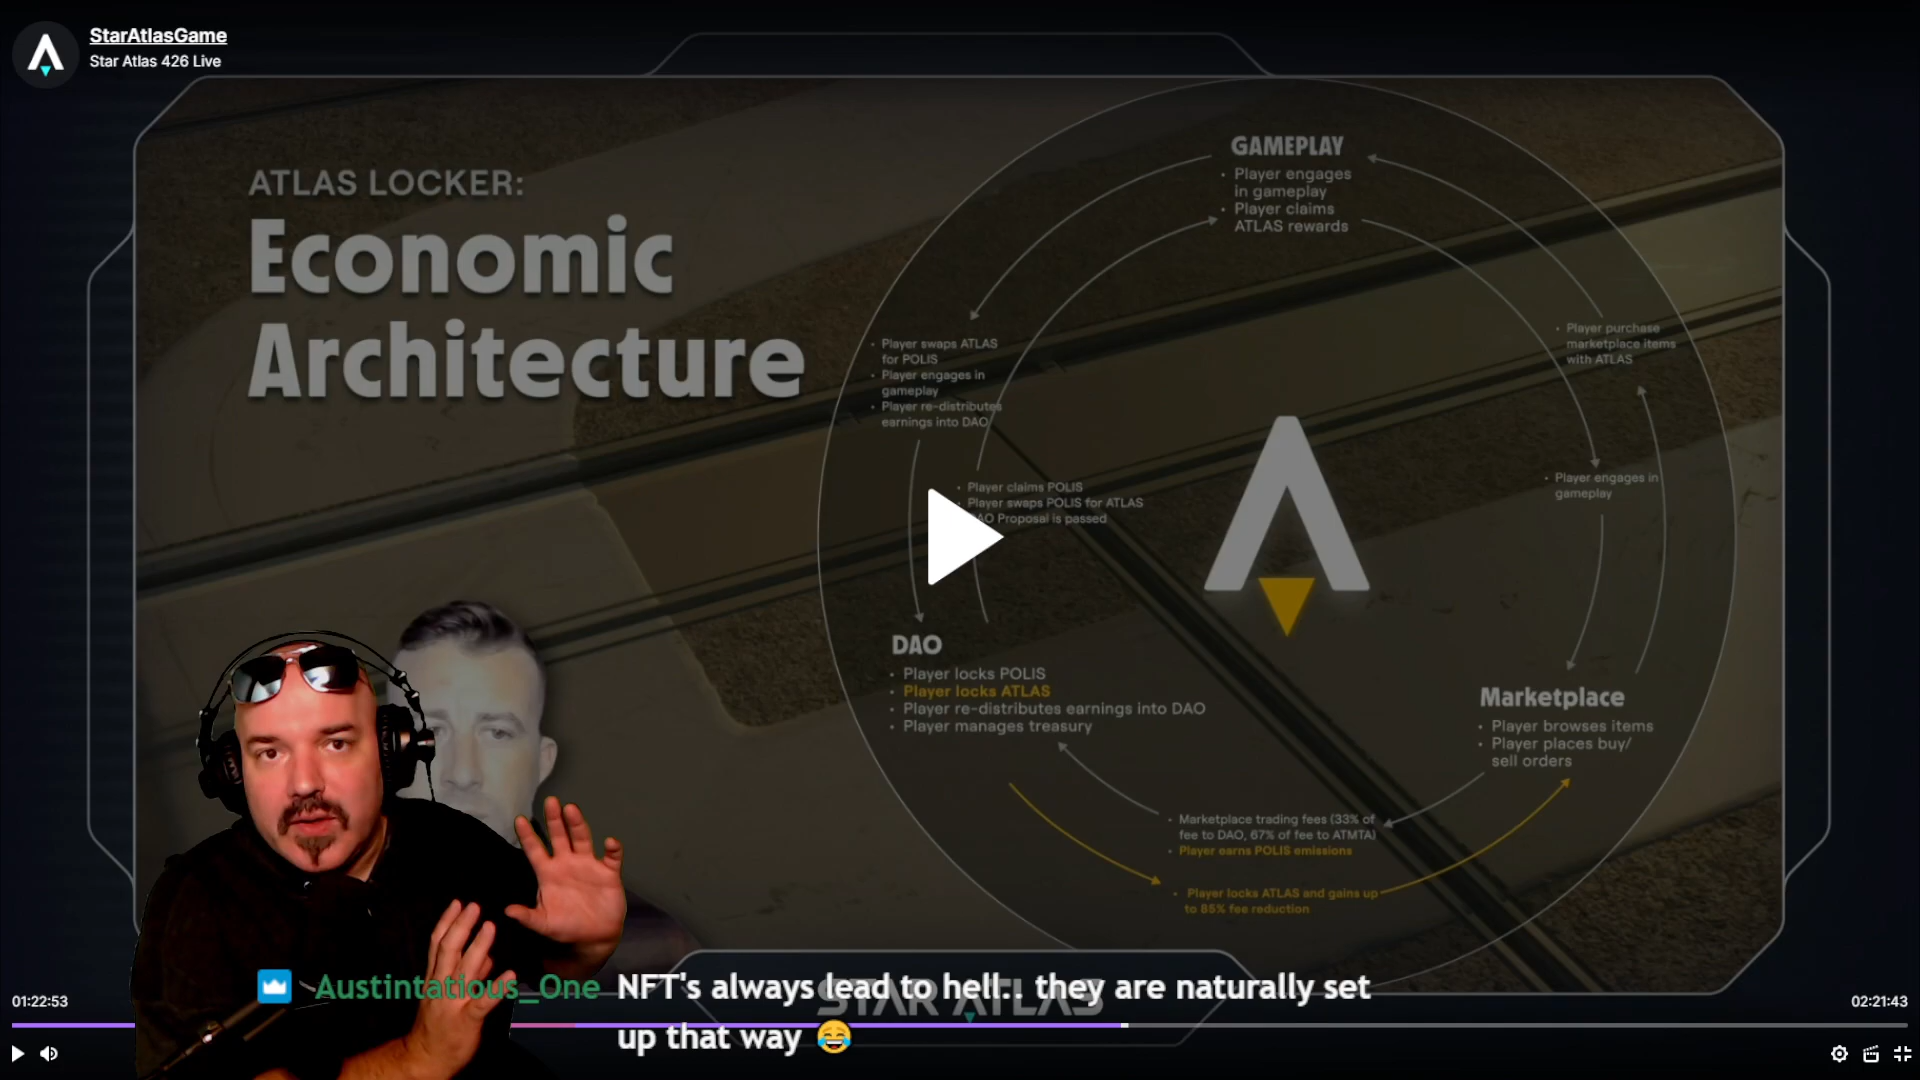 StarAtlasGame
Star Atlas 426 Live
ATLAS LOCKER:
Economic
Architecture
GAMEPLAY
• Player engages
in gameplay
• Player claims
ATLAS rewards
• Player swaps ATLAS
for POLIS
• Player engages in
gameplay
• Player re-distributes
earnings into DAO
• Player purchase
marketplace items
with ATLAS
• Player claims POLIS
• Player swaps POLIS for ATLAS
DAO Proposal is passed
• Player engages in
gameplay
DAO
• Player locks POLIS
• Player locks ATLAS
• Player re-distributes earnings into DAO
• Player manages treasury
Marketplace
• Player browses items
• Player places buy/
sell orders
• Marketplace trading fees (33% of
fee to DAO, 67% of fee to ATMTA)
• Player earns POLIS emissions
• Player locks ATLAS and gains up
to 85% fee reduction
STAR ATLAS
Austintatious_One NFT's always lead to hell.. they are naturally set
up that way 😂
01:22:53
02:21:43